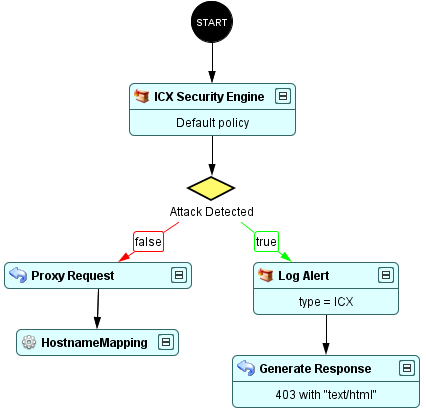 START
ICX Security Engine
Default policy
Attack Detected
false
true
Proxy Request
Log Alert
type = ICX
HostnameMapping
Generate Response
403 with "text/html"